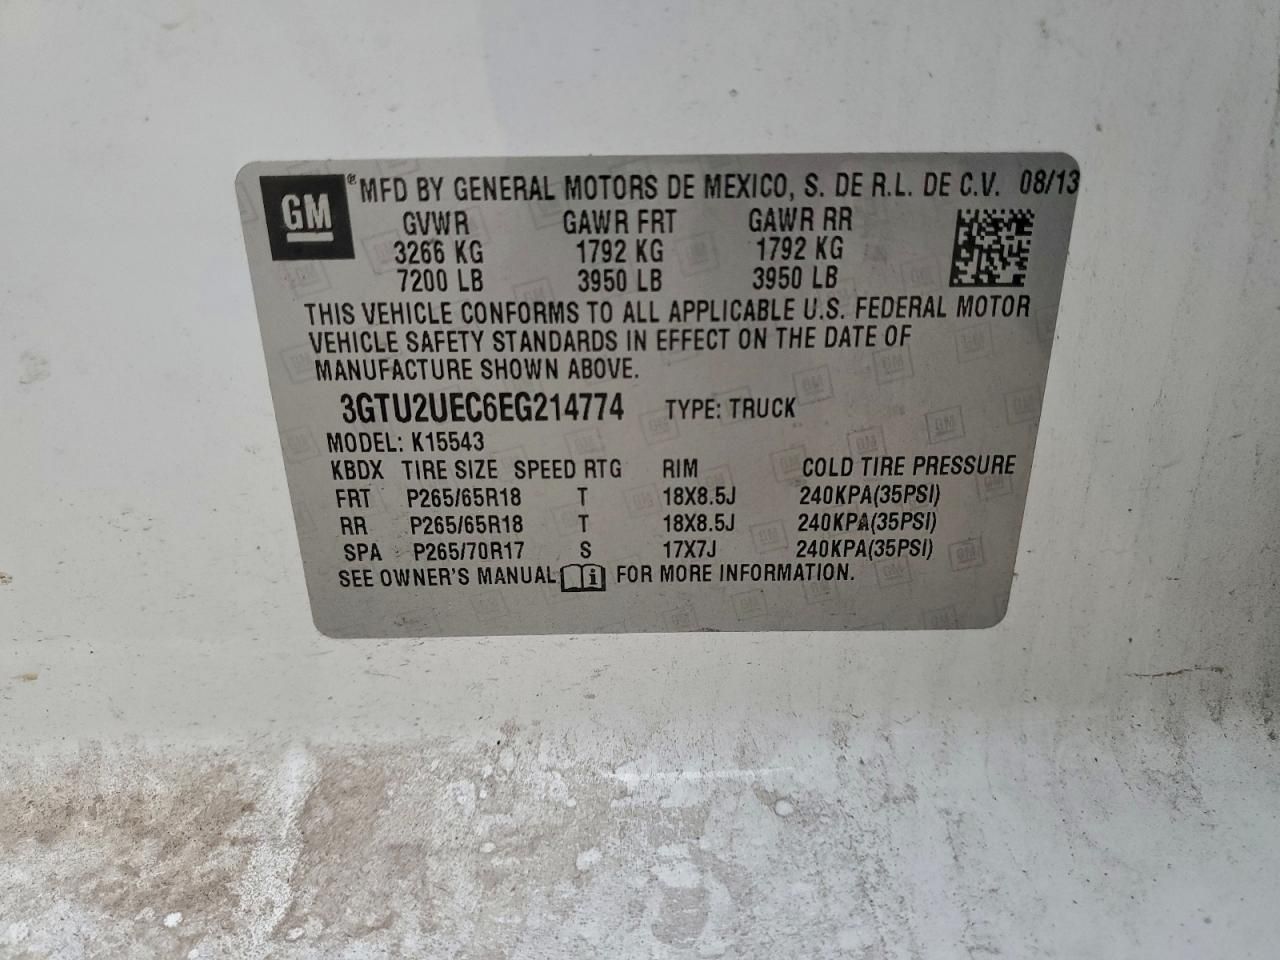 GM ® MFD BY GENERAL MOTORS DE MEXICO, S. DE R.L. DE C.V. 08/13
GVWR GAWR FRT GAWR RR
3266 KG 1792 KG 1792 KG
7200 LB 3950 LB 3950 LB
THIS VEHICLE CONFORMS TO ALL APPLICABLE U.S. FEDERAL MOTOR
VEHICLE SAFETY STANDARDS IN EFFECT ON THE DATE OF
MANUFACTURE SHOWN ABOVE.
3GTU2UEC6EG214774 TYPE: TRUCK
MODEL: K15543
KBDX TIRE SIZE SPEED RTG RIM COLD TIRE PRESSURE
FRT P265/65R18 T 18X8.5J 240KPA(35PSI)
RR P265/65R18 T 18X8.5J 240KPA(35PSI)
SPA P265/70R17 S 17X7J 240KPA(35PSI)
SEE OWNER'S MANUAL i FOR MORE INFORMATION.